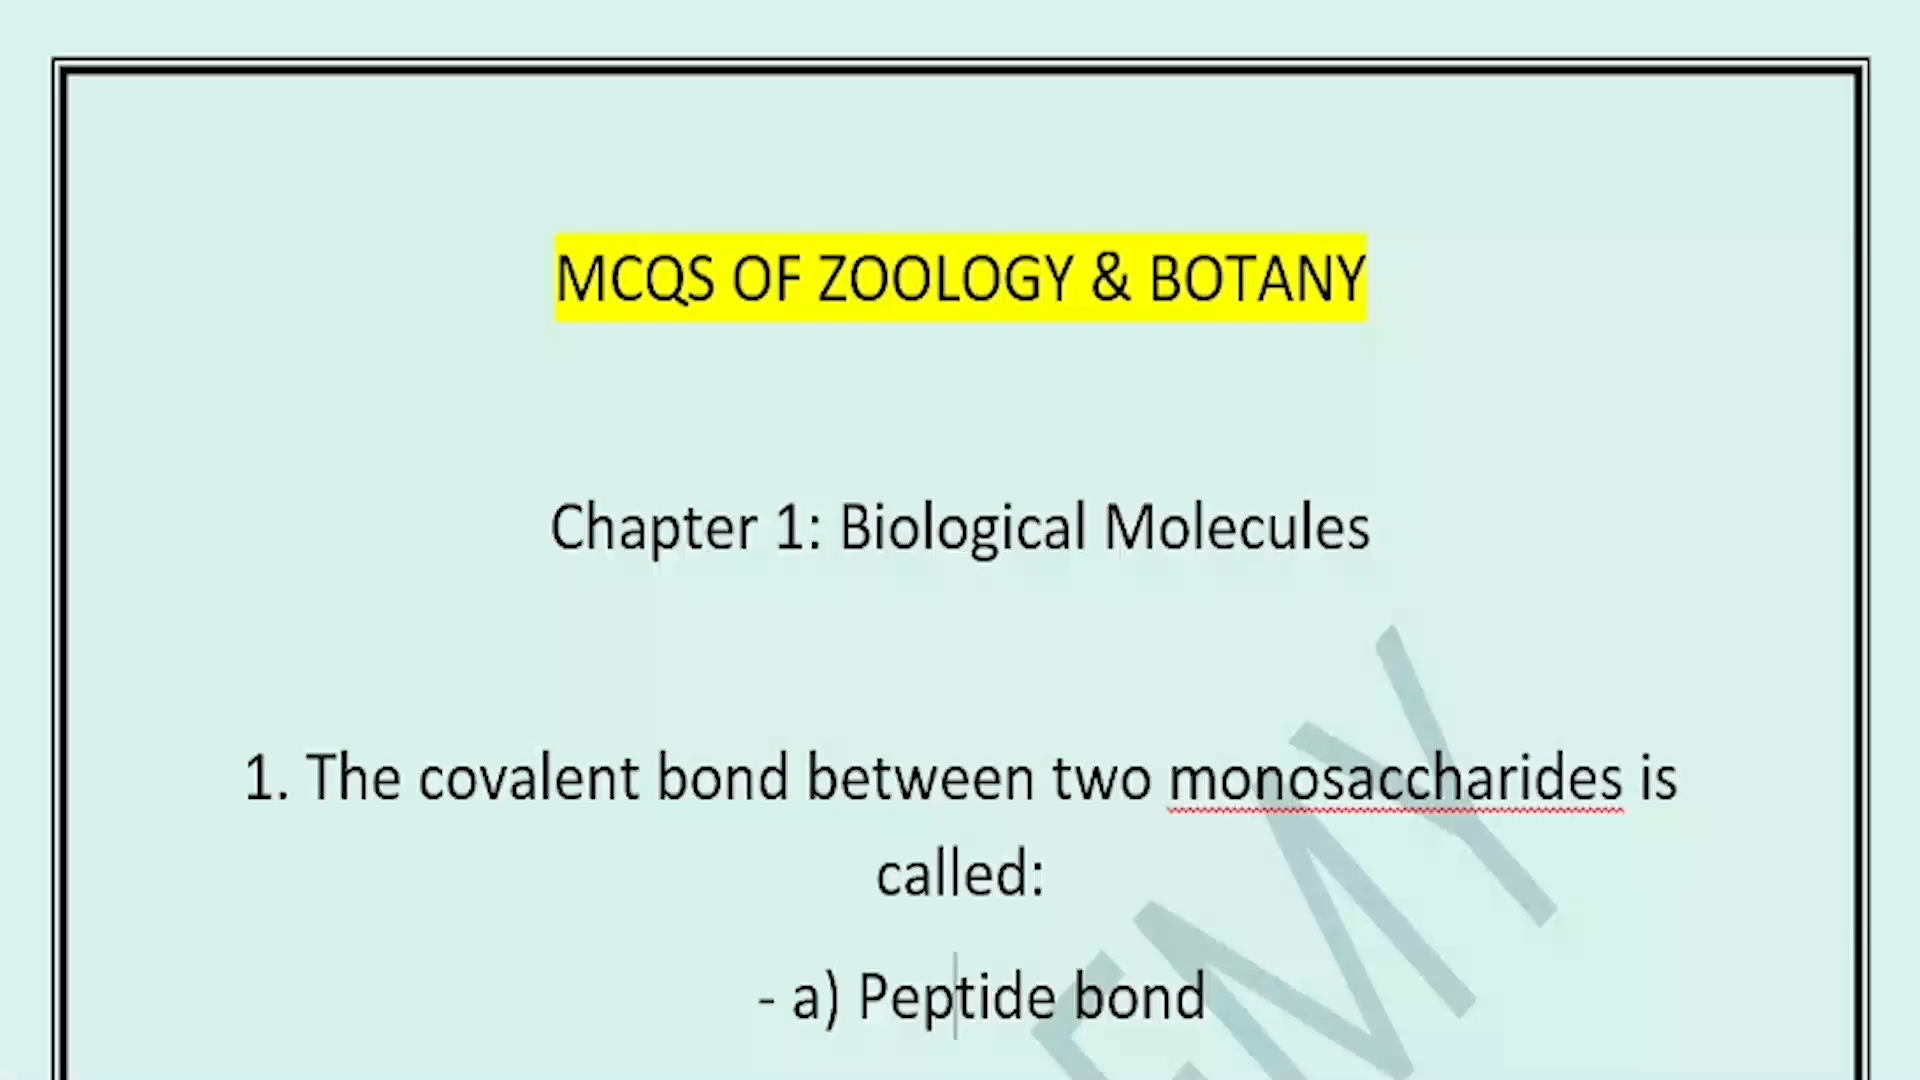 MCQS OF ZOOLOGY & BOTANY
Chapter 1: Biological Molecules
1. The covalent bond between two monosaccharides is
called:
- a) Peptide bond
EMY